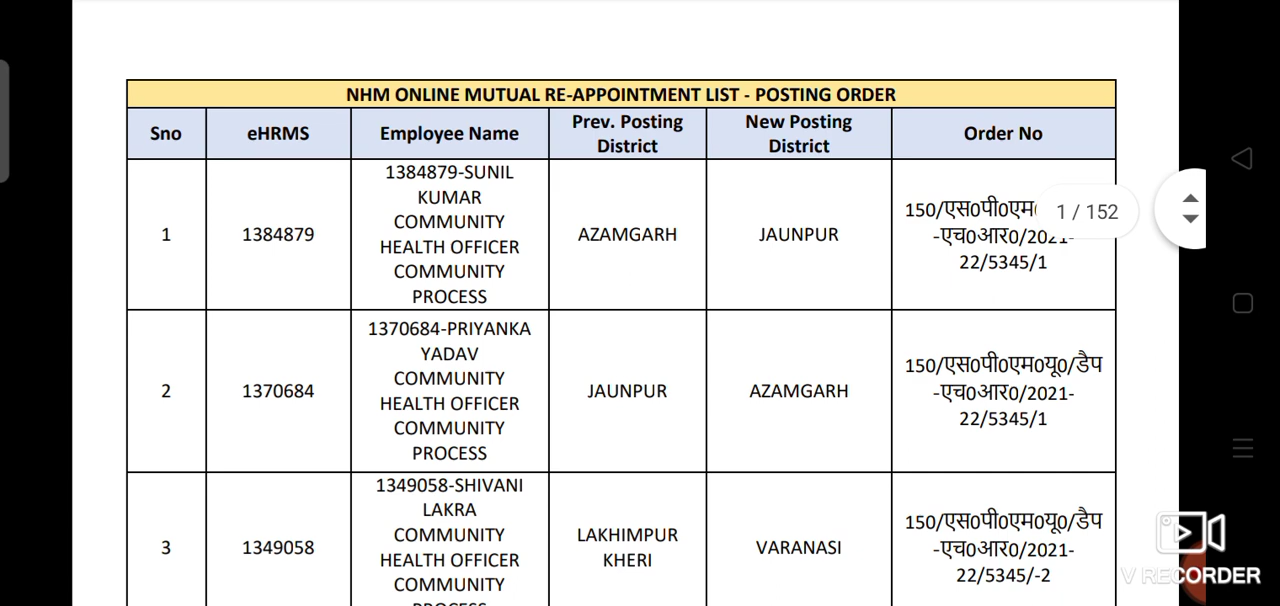 NHM ONLINE MUTUAL RE-APPOINTMENT LIST - POSTING ORDER
Sno eHRMS Employee Name Prev. Posting District New Posting District Order No
1 1384879 1384879-SUNIL KUMAR COMMUNITY HEALTH OFFICER COMMUNITY PROCESS AZAMGARH JAUNPUR 150/एस0पी0एम -एच0आर0/2021-22/5345/1
1 / 152
2 1370684 1370684-PRIYANKA YADAV COMMUNITY HEALTH OFFICER COMMUNITY PROCESS JAUNPUR AZAMGARH 150/एस0पी0एम0यू0/डैप -एच0आर0/2021-22/5345/1
3 1349058 1349058-SHIVANI LAKRA COMMUNITY HEALTH OFFICER COMMUNITY PROCESS LAKHIMPUR KHERI VARANASI 150/एस0पी0एम0यू0/डैप -एच0आर0/2021-22/5345/-2
V RECORDER